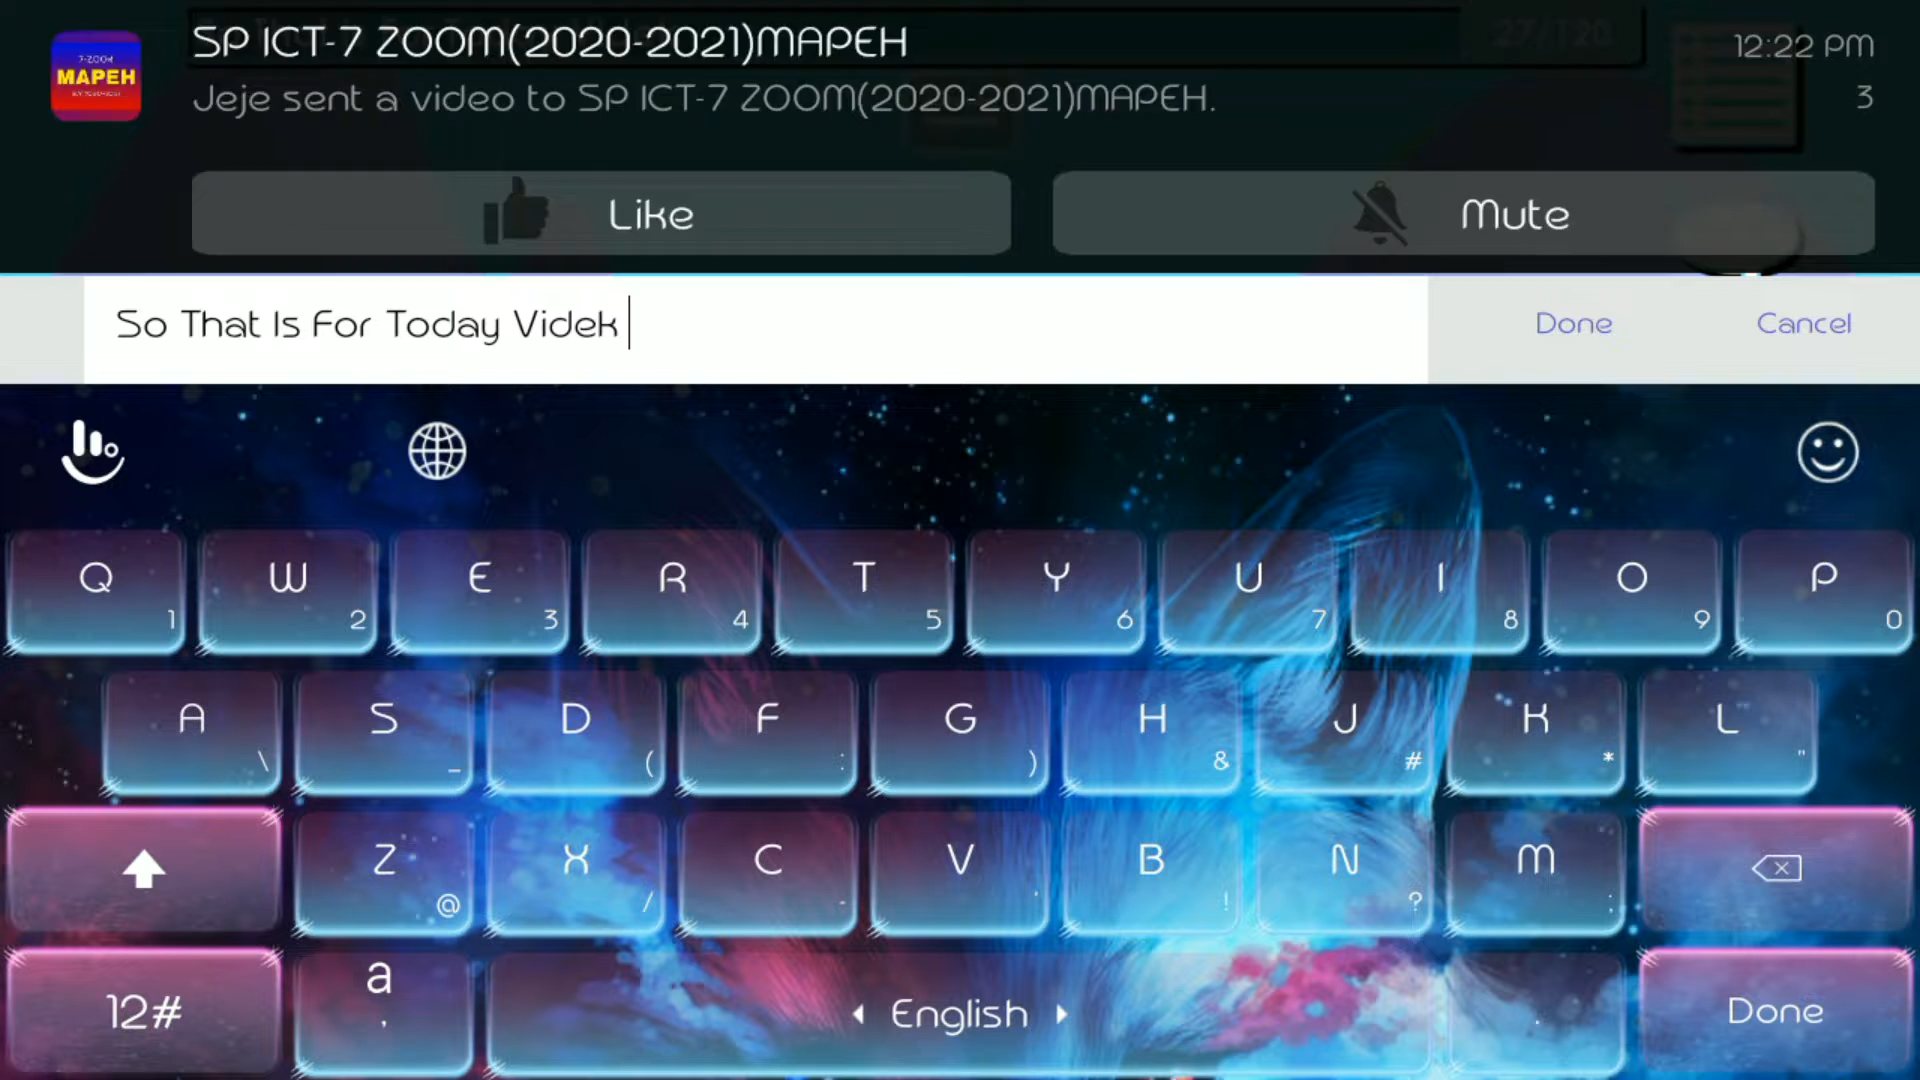 SP ICT-7 ZOOM(2020-2021)MAPEH
12:22 PM
7-ZOOM
MAPEH
Jeje sent a video to SP ICT-7 ZOOM(2020-2021)MAPEH.
3
Like
Mute
So That Is For Today Videk
Done
Cancel
Q W E R T Y U I O P
1 2 3 4 5 6 7 8 9 0
A S D F G H J K L
\ _ ( : ) & # * "
Z X C V B N M
@ / - ' ! ? ;
12#
a
,
English
.
Done